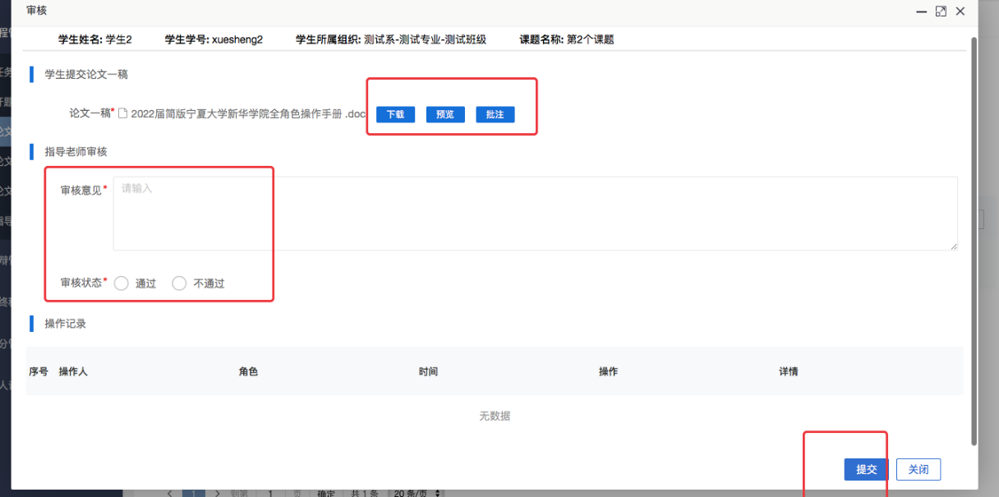 审核
学生姓名: 学生2 学生学号: xuesheng2 学生所属组织: 测试系-测试专业-测试班级 课题名称: 第2个课题
学生提交论文一稿
论文一稿* 2022届简版宁夏大学新华学院全角色操作手册 .doc 下载 预览 批注
指导老师审核
审核意见* 请输入
审核状态* 通过 不通过
操作记录
序号 操作人 角色 时间 操作 详情
无数据
提交 关闭
到第 1 页 确定 共 1 条 20 条/页